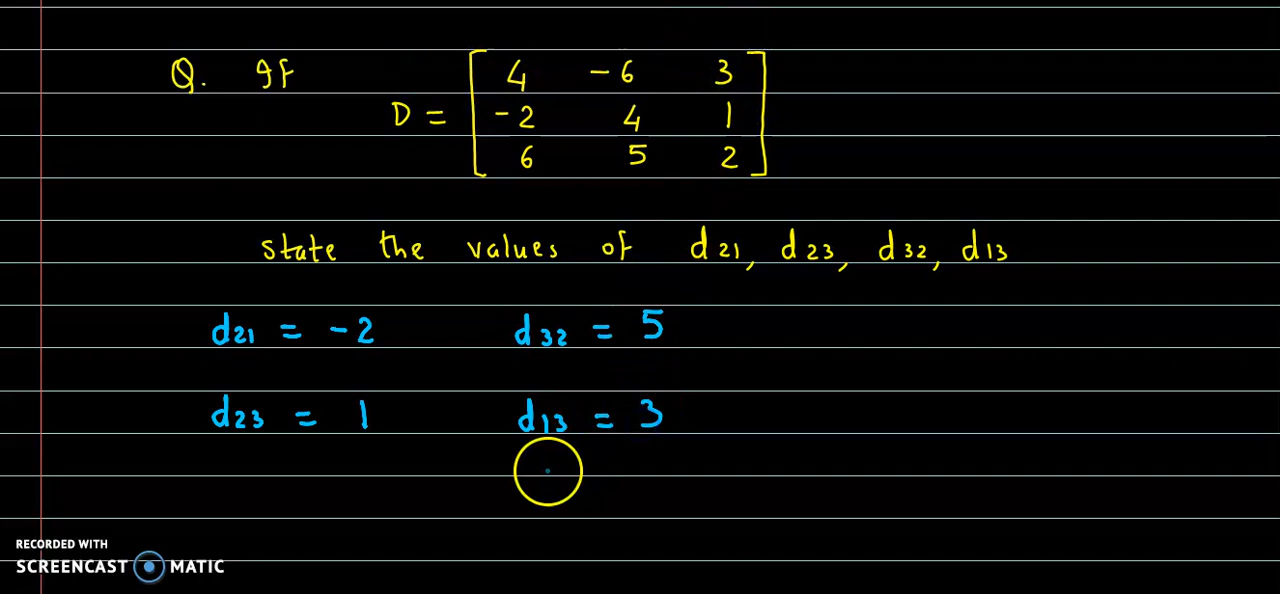 Q. If
D = [ 4 -6 3
-2 4 1
6 5 2 ]
state the values of d21, d23, d32, d13
d21 = -2 d32 = 5
d23 = 1 d13 = 3
RECORDED WITH
SCREENCAST MATIC